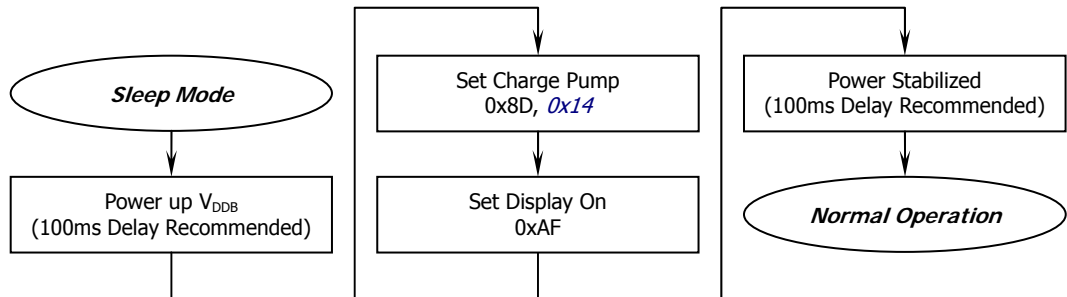 Sleep Mode
Power up VDDB
(100ms Delay Recommended)
Set Charge Pump
0x8D, 0x14
Set Display On
0xAF
Power Stabilized
(100ms Delay Recommended)
Normal Operation